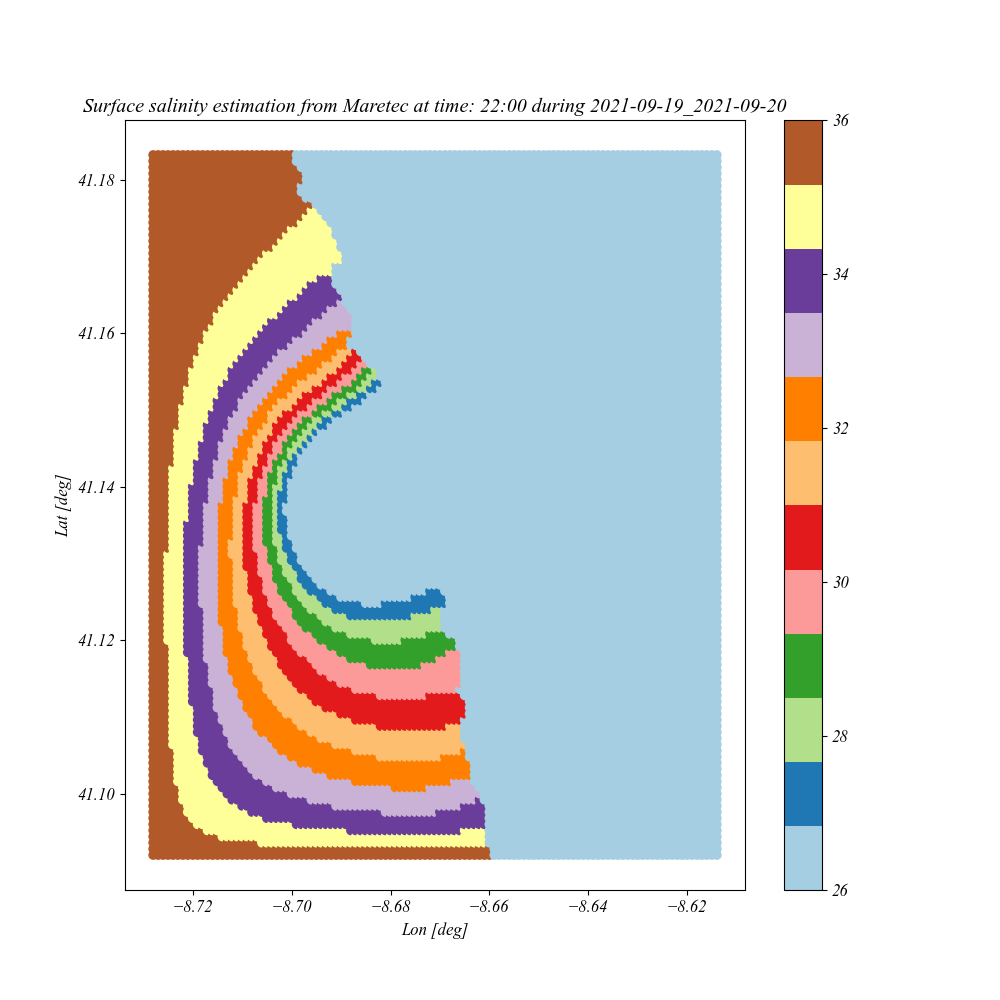 Surface salinity estimation from Maretec at time: 22:00 during 2021-09-19_2021-09-20
36
41.18
34
41.16
32
41.14
Lat [deg]
30
41.12
28
41.10
26
−8.72 −8.70 −8.68 −8.66 −8.64 −8.62
Lon [deg]